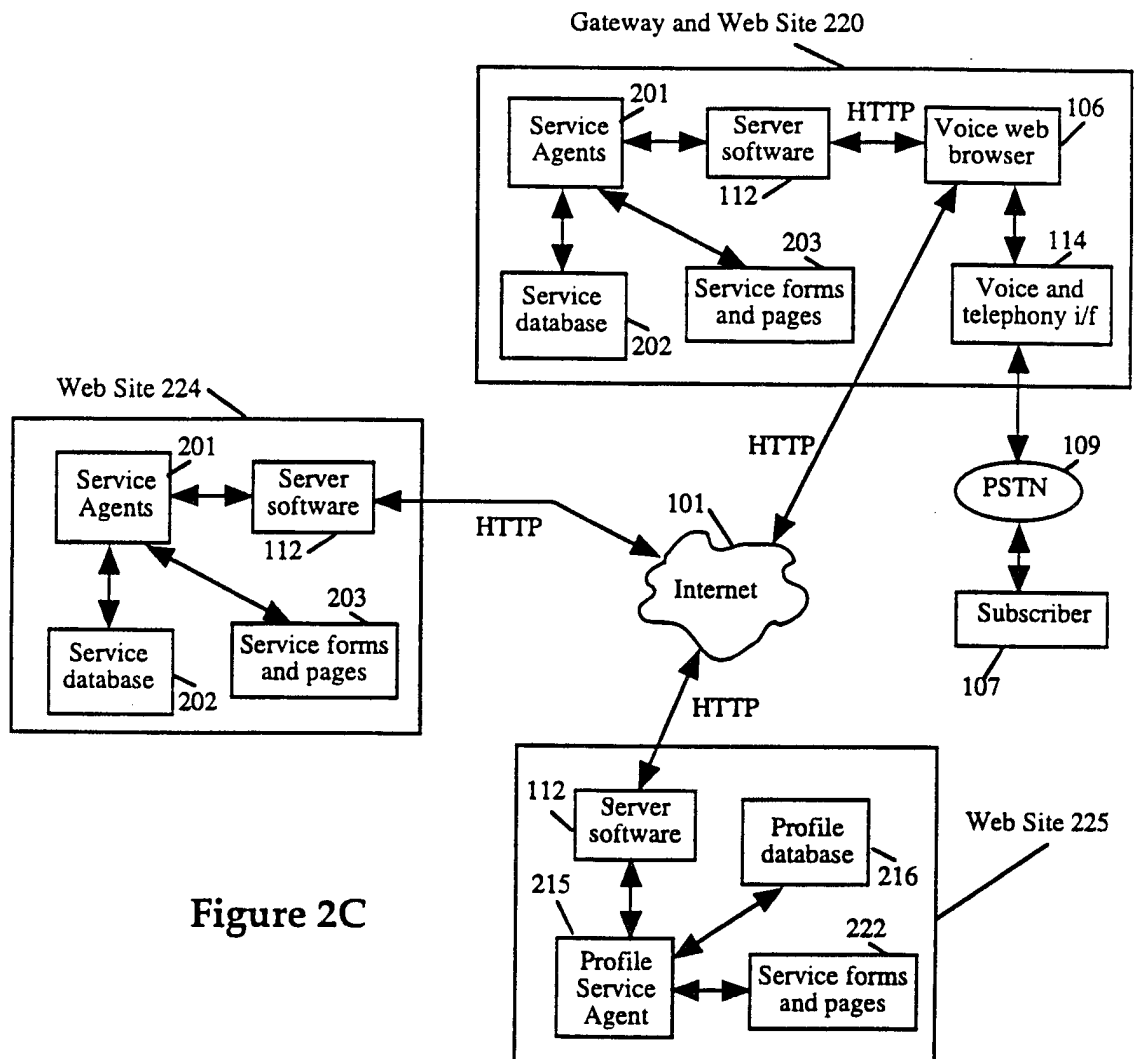 Gateway and Web Site 220
201
Service
Agents
Server
software
112
HTTP
Voice web
browser
106
203
Service forms
and pages
Service
database
202
114
Voice and
telephony i/f
Web Site 224
201
Service
Agents
Server
software
112
HTTP
203
Service forms
and pages
Service
database
202
HTTP
101
Internet
109
PSTN
Subscriber
107
HTTP
112
Server
software
Profile
database
216
Web Site 225
215
Profile
Service
Agent
222
Service forms
and pages
Figure 2C